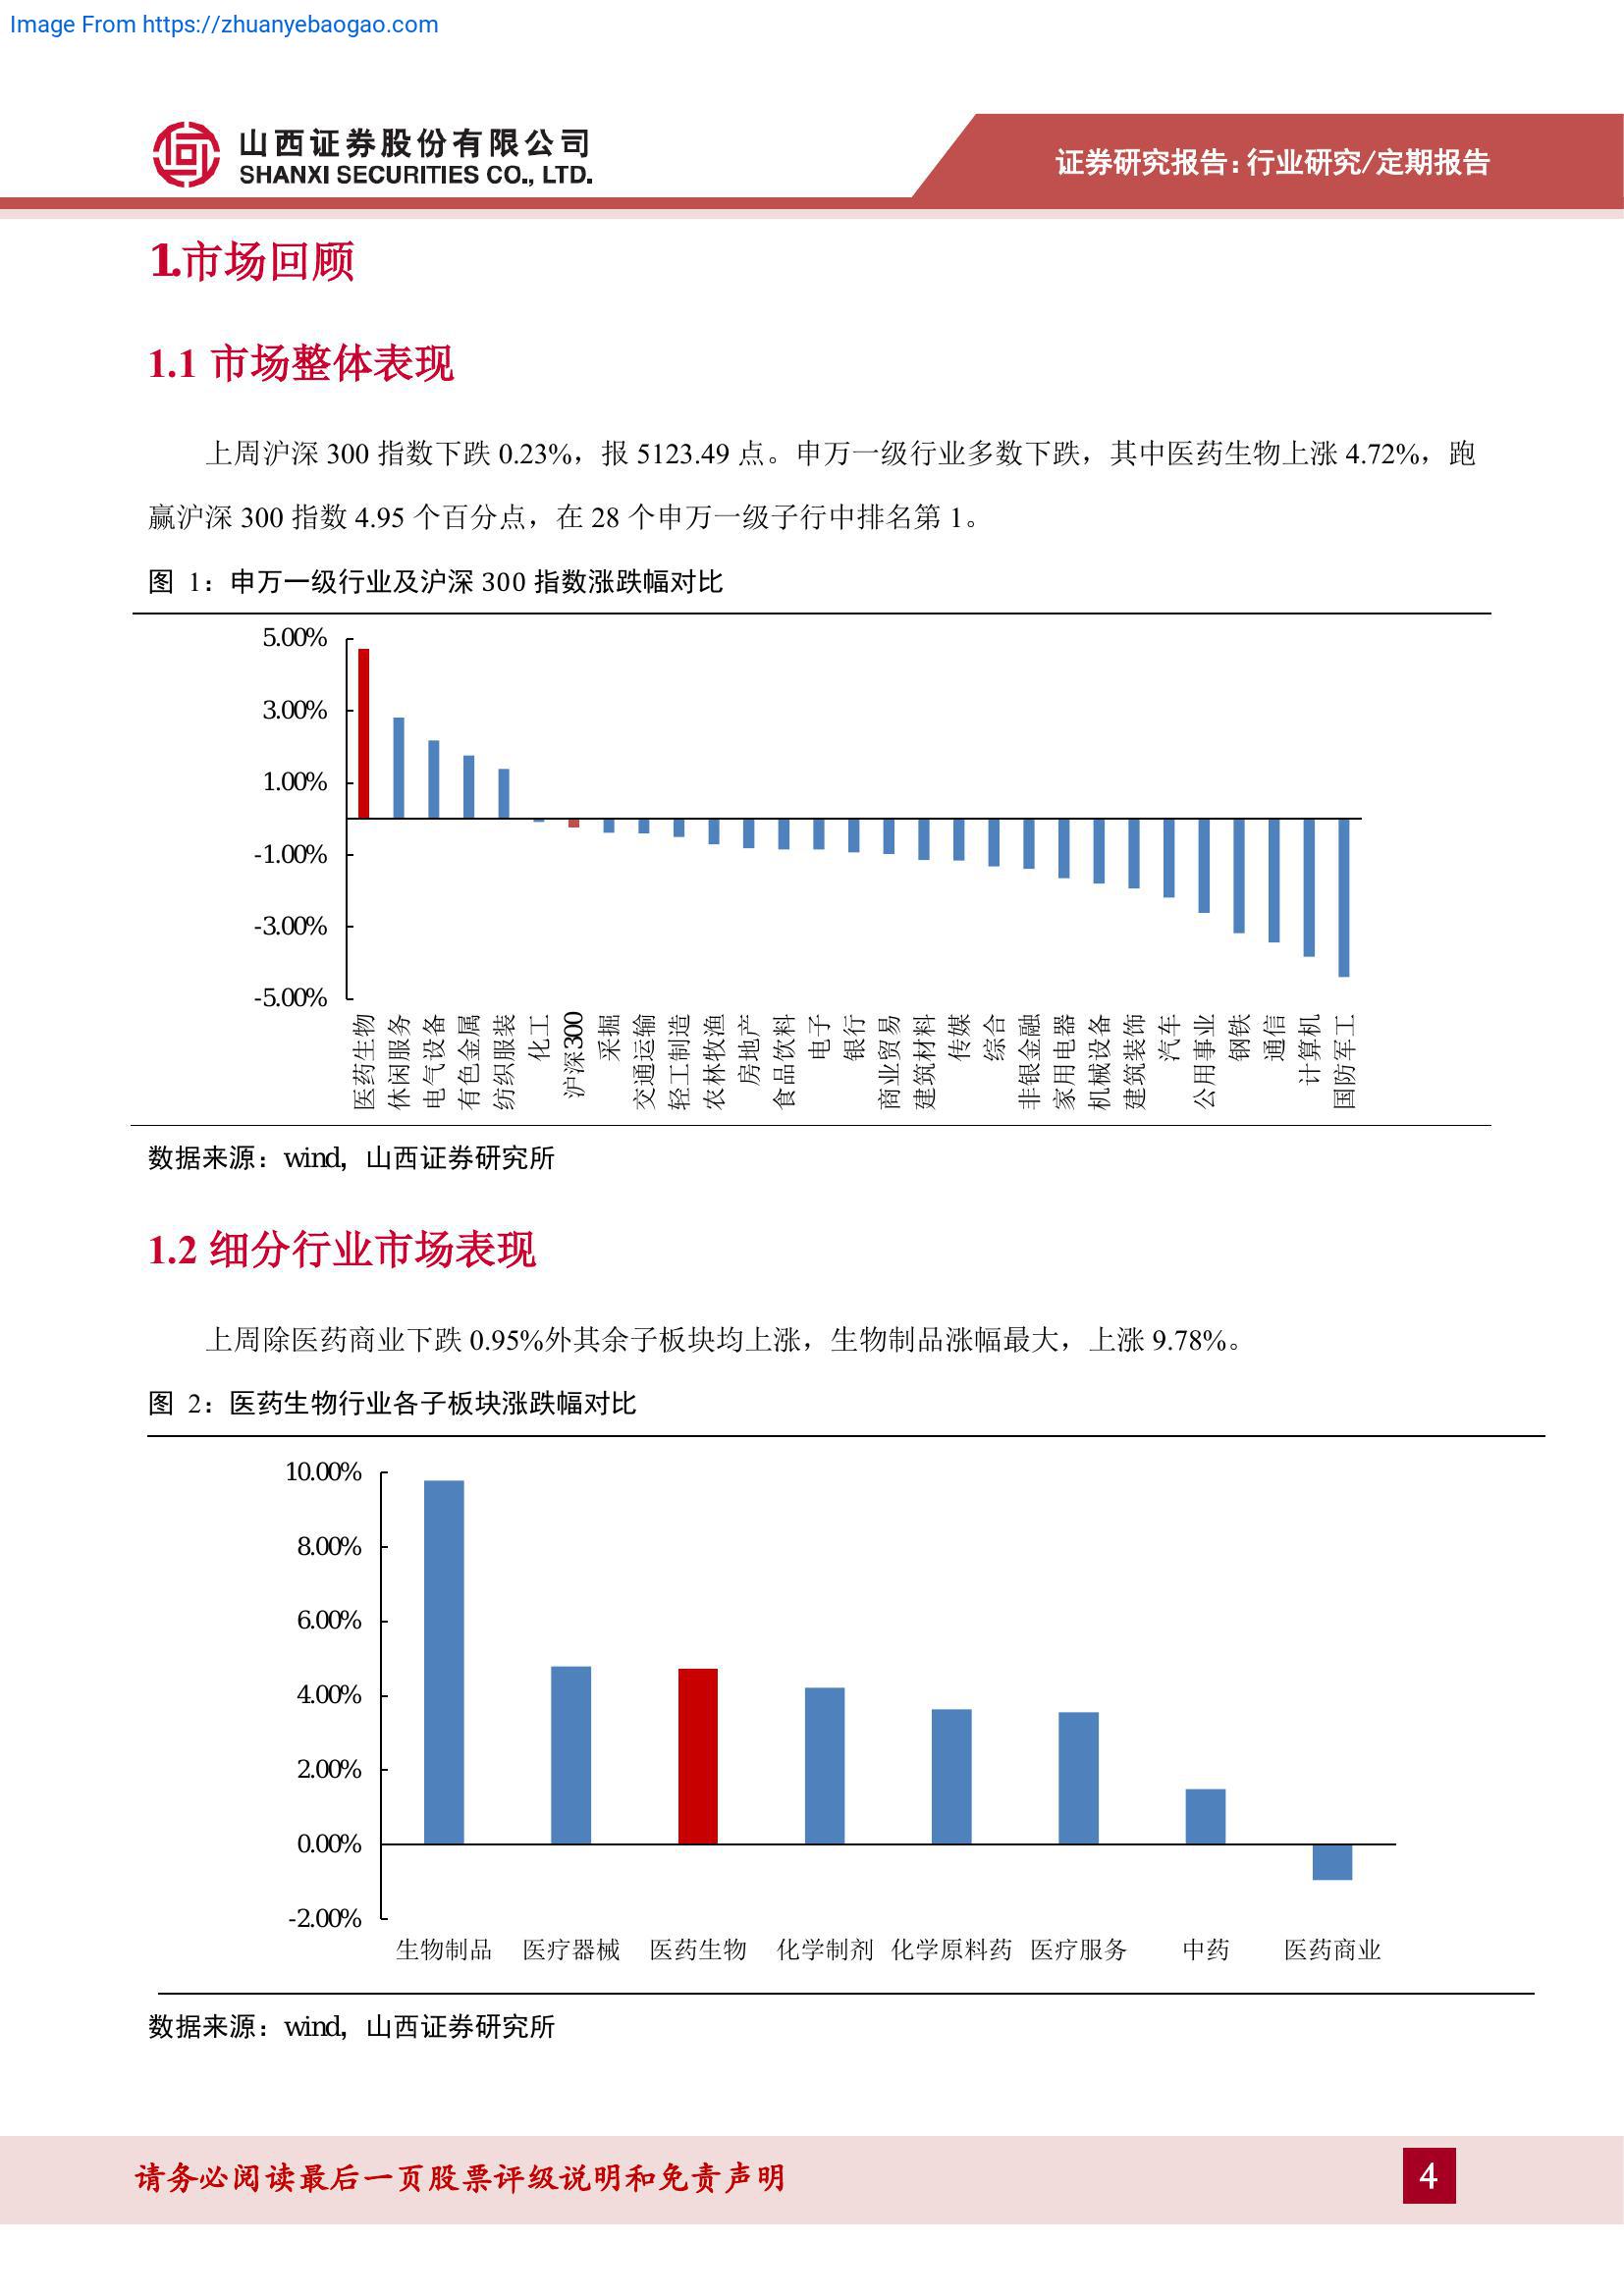 Image From https://zhuanyebaogao.com
山西证券股份有限公司
SHANXI SECURITIES CO., LTD.
证券研究报告:行业研究/定期报告
1.市场回顾
1.1 市场整体表现
上周沪深 300 指数下跌 0.23%，报 5123.49 点。申万一级行业多数下跌，其中医药生物上涨 4.72%，跑
赢沪深 300 指数 4.95 个百分点，在 28 个申万一级子行中排名第 1。
图 1：申万一级行业及沪深 300 指数涨跌幅对比
5.00%
3.00%
1.00%
-1.00%
-3.00%
-5.00%
医药生物
休闲服务
电气设备
有色金属
纺织服装
化工
沪深300
采掘
交通运输
轻工制造
农林牧渔
房地产
食品饮料
电子
银行
商业贸易
建筑材料
传媒
综合
非银金融
家用电器
机械设备
建筑装饰
汽车
公用事业
钢铁
通信
计算机
国防军工
数据来源：wind，山西证券研究所
1.2 细分行业市场表现
上周除医药商业下跌 0.95%外其余子板块均上涨，生物制品涨幅最大，上涨 9.78%。
图 2：医药生物行业各子板块涨跌幅对比
10.00%
8.00%
6.00%
4.00%
2.00%
0.00%
-2.00%
生物制品 医疗器械 医药生物 化学制剂 化学原料药 医疗服务 中药 医药商业
数据来源：wind，山西证券研究所
请务必阅读最后一页股票评级说明和免责声明
4